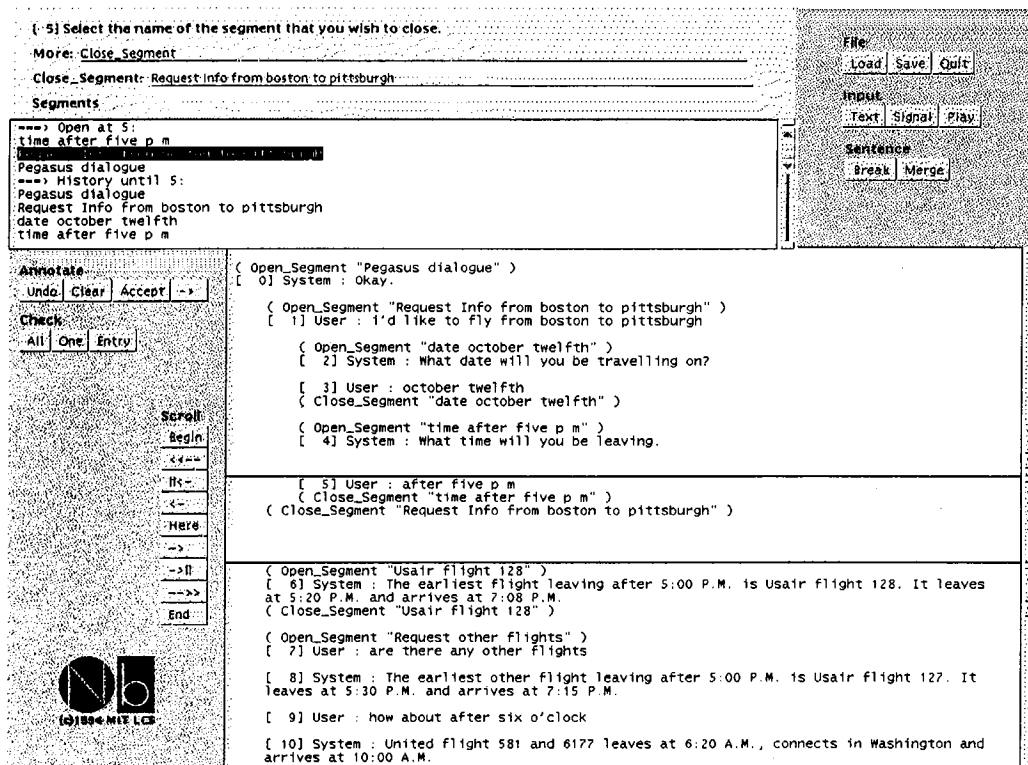 [ 5] Select the name of the segment that you wish to close.
More: Close_Segment
Close_Segment: Request Info from boston to pittsburgh
Segments
===> Open at 5:
time after five p m
Request Info from boston to pittsburgh
Pegasus dialogue
===> History until 5:
Pegasus dialogue
Request Info from boston to pittsburgh
date october twelfth
time after five p m
File
Load Save Quit
Input
Text Signal Play
Sentence
Break Merge
Annotate
Undo Clear Accept ->
Check
All One Entry
Scroll
Begin
<<--
[[<-
<-
Here
->
->]]
-->>
End
Nb
(c)1994 MIT LCS
( Open_Segment "Pegasus dialogue" )
[ 0] System : Okay.
( Open_Segment "Request Info from boston to pittsburgh" )
[ 1] User : i'd like to fly from boston to pittsburgh
( Open_Segment "date october twelfth" )
[ 2] System : What date will you be travelling on?
[ 3] User : october twelfth
( Close_Segment "date october twelfth" )
( Open_Segment "time after five p m" )
[ 4] System : What time will you be leaving.
[ 5] User : after five p m
( Close_Segment "time after five p m" )
( Close_Segment "Request Info from boston to pittsburgh" )
( Open_Segment "Usair flight 128" )
[ 6] System : The earliest flight leaving after 5:00 P.M. is Usair flight 128. It leaves
at 5:20 P.M. and arrives at 7:08 P.M.
( Close_Segment "Usair flight 128" )
( Open_Segment "Request other flights" )
[ 7] User : are there any other flights
[ 8] System : The earliest other flight leaving after 5:00 P.M. is Usair flight 127. It
leaves at 5:30 P.M. and arrives at 7:15 P.M.
[ 9] User : how about after six o'clock
[ 10] System : United flight 581 and 6177 leaves at 6:20 A.M., connects in Washington and
arrives at 10:00 A.M.